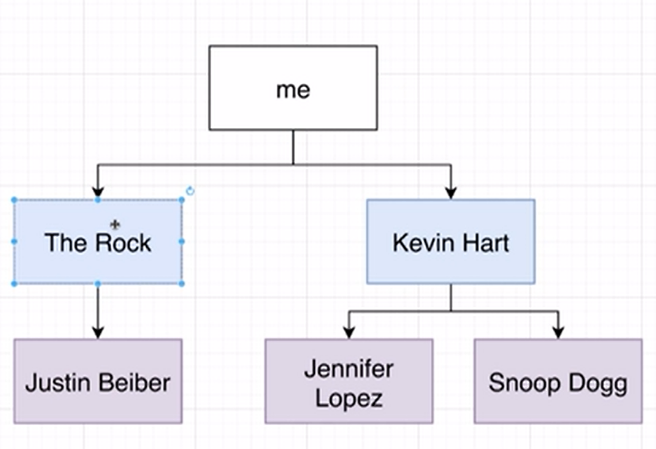 me
The Rock
Kevin Hart
Justin Beiber
Jennifer
Lopez
Snoop Dogg